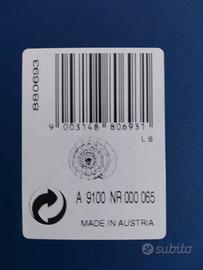 880693
9 003148 806931
L 6
A 9100 NR 000 065
MADE IN AUSTRIA
subito